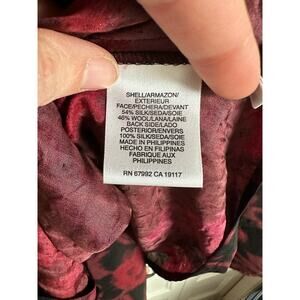 SHELL/ARMAZON/
EXTERIEUR
FACE/PECHERA/DEVANT
54% SILK/SEDA/SOIE
46% WOOL/LANA/LAINE
BACK SIDE/LADO
POSTERIOR/ENVERS
100% SILK/SEDA/SOIE
MADE IN PHILIPPINES
HECHO EN FILIPINAS
FABRIQUE AUX
PHILIPPINES
RN 67992 CA 19117